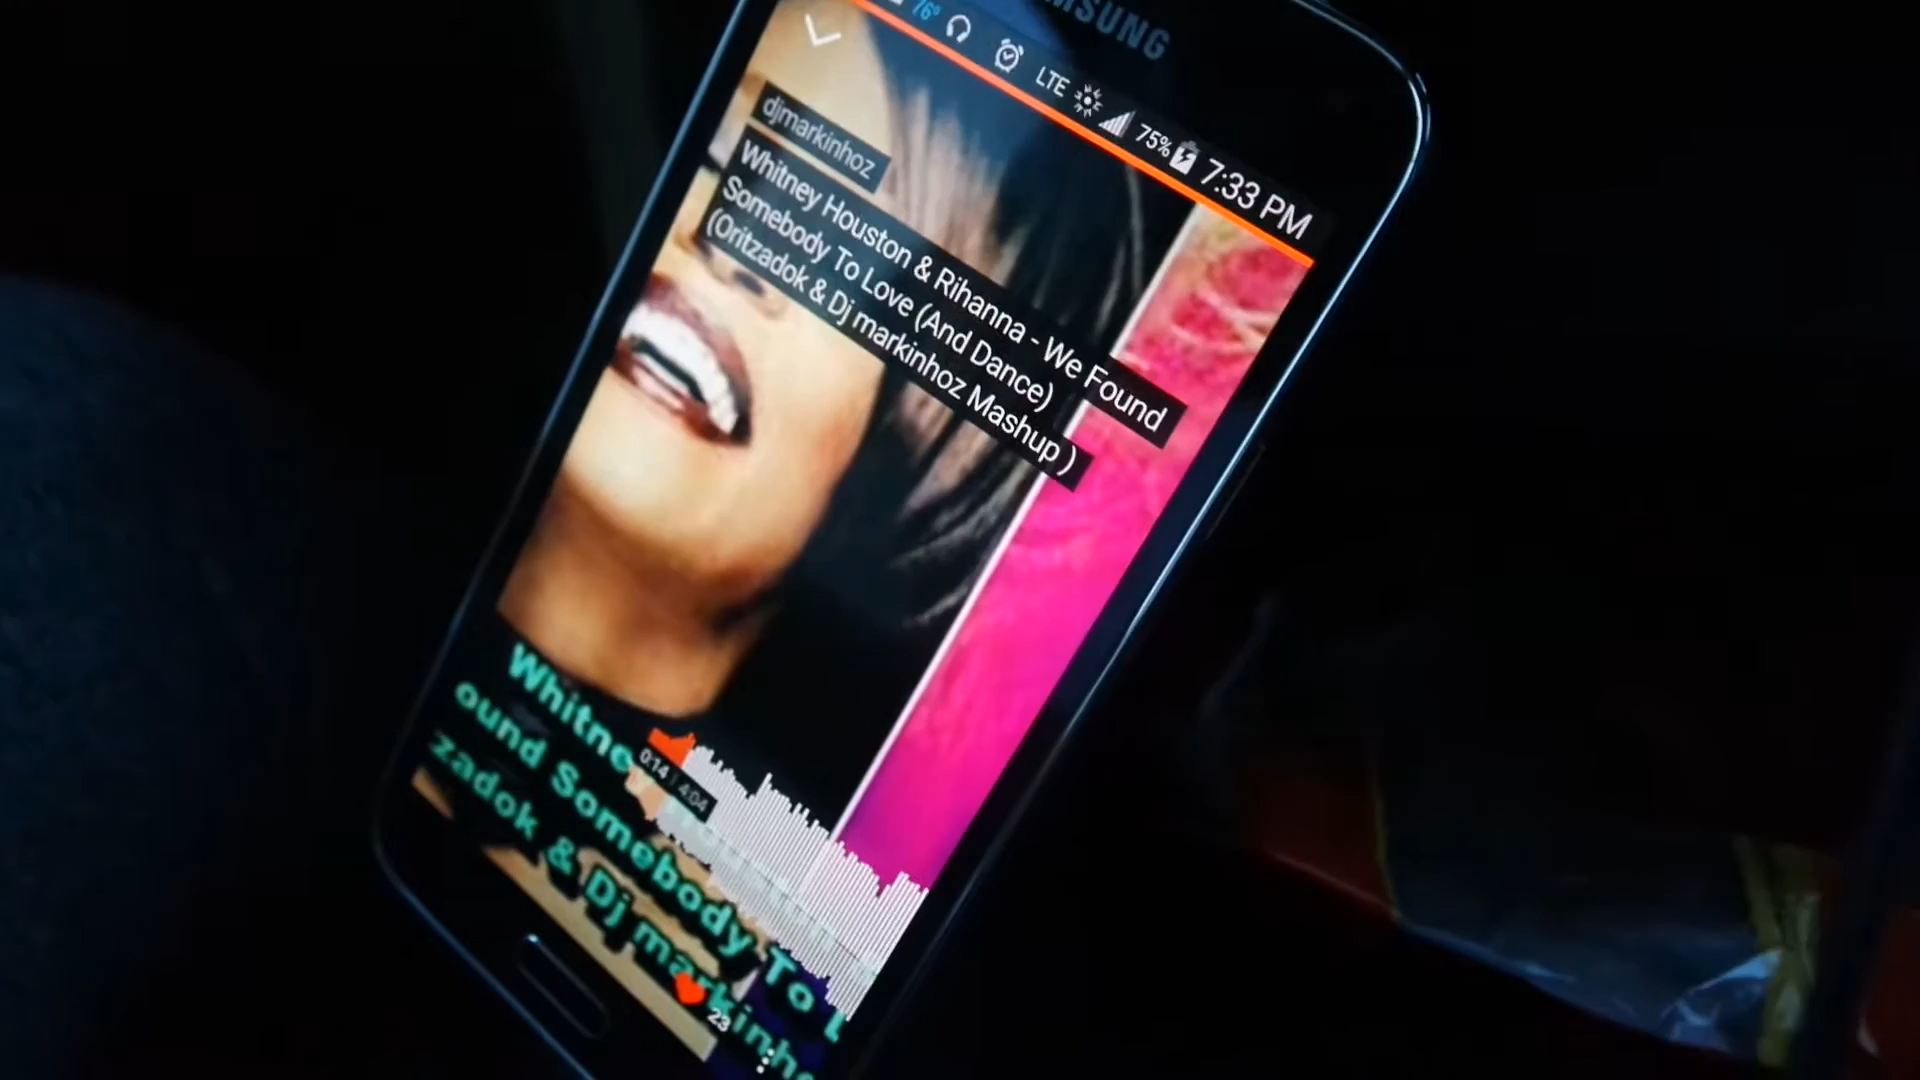 SAMSUNG
76° LTE 75% 7:33 PM
djmarkinhoz
Whitney Houston & Rihanna - We Found
Somebody To Love (And Dance)
(Oritzadok & Dj markinhoz Mashup )
Whitney
ound Somebody To L
zadok & Dj markinho
0:14 | 4:04
23